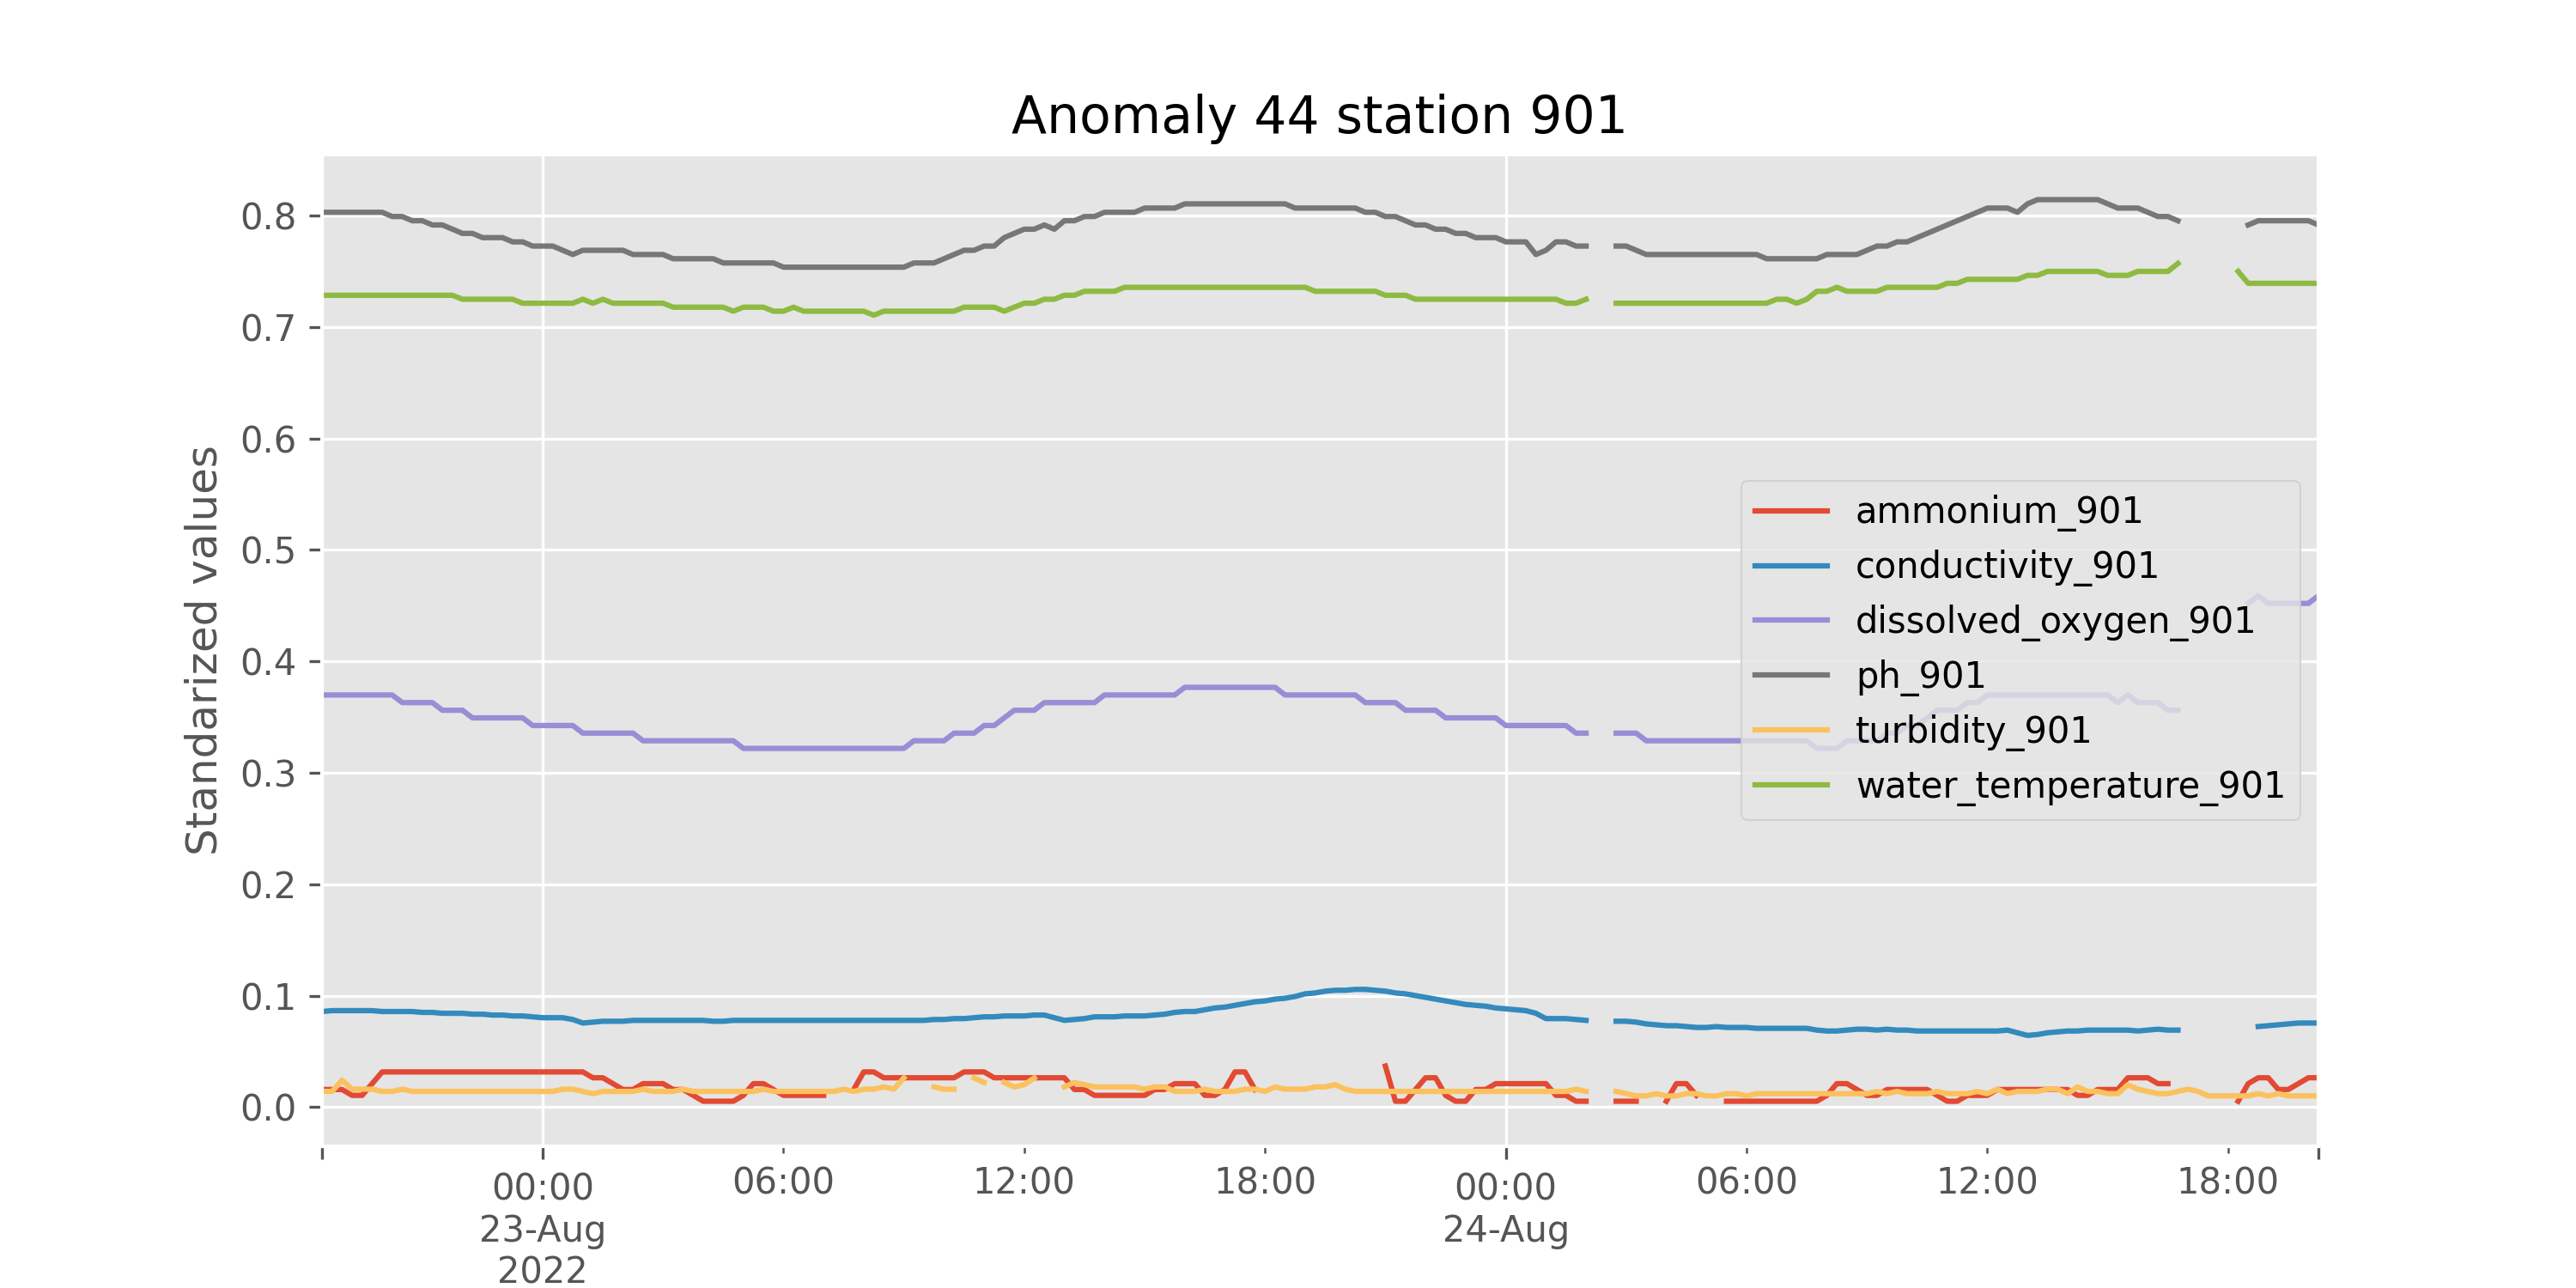 Anomaly 44 station 901
Standarized values
0.8
0.7
0.6
0.5
0.4
0.3
0.2
0.1
0.0
ammonium_901
conductivity_901
dissolved_oxygen_901
ph_901
turbidity_901
water_temperature_901
00:00 06:00 12:00 18:00 00:00 06:00 12:00 18:00
23-Aug 24-Aug
2022